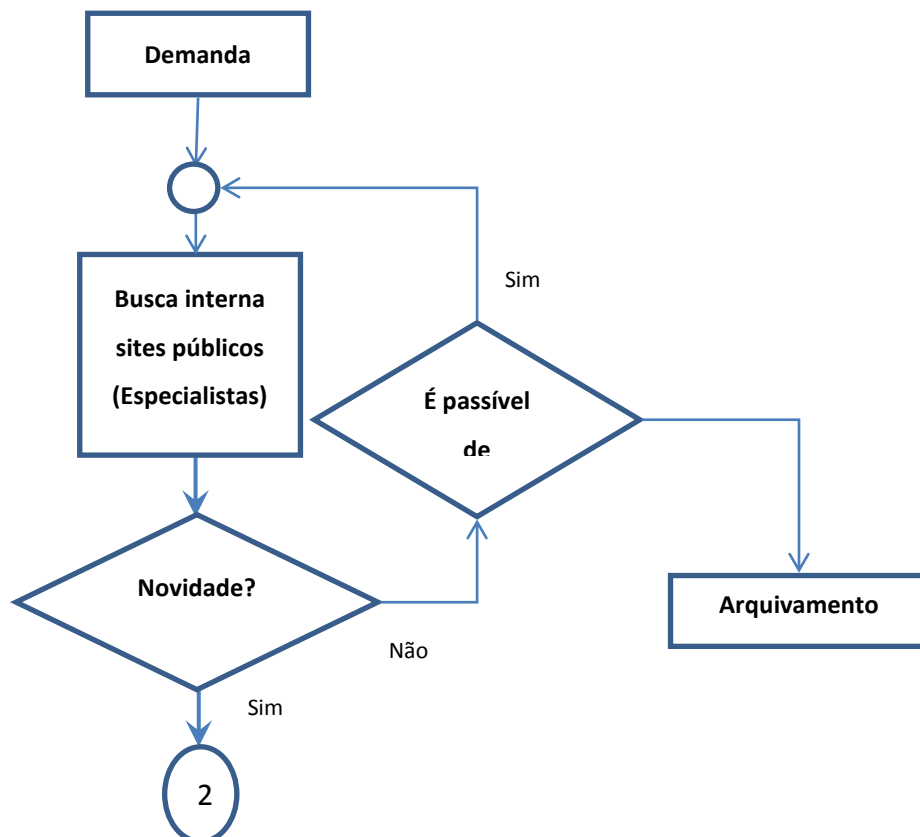 Demanda
Busca interna
sites públicos
(Especialistas)
Sim
É passível
de
Novidade?
Não
Arquivamento
Sim
2